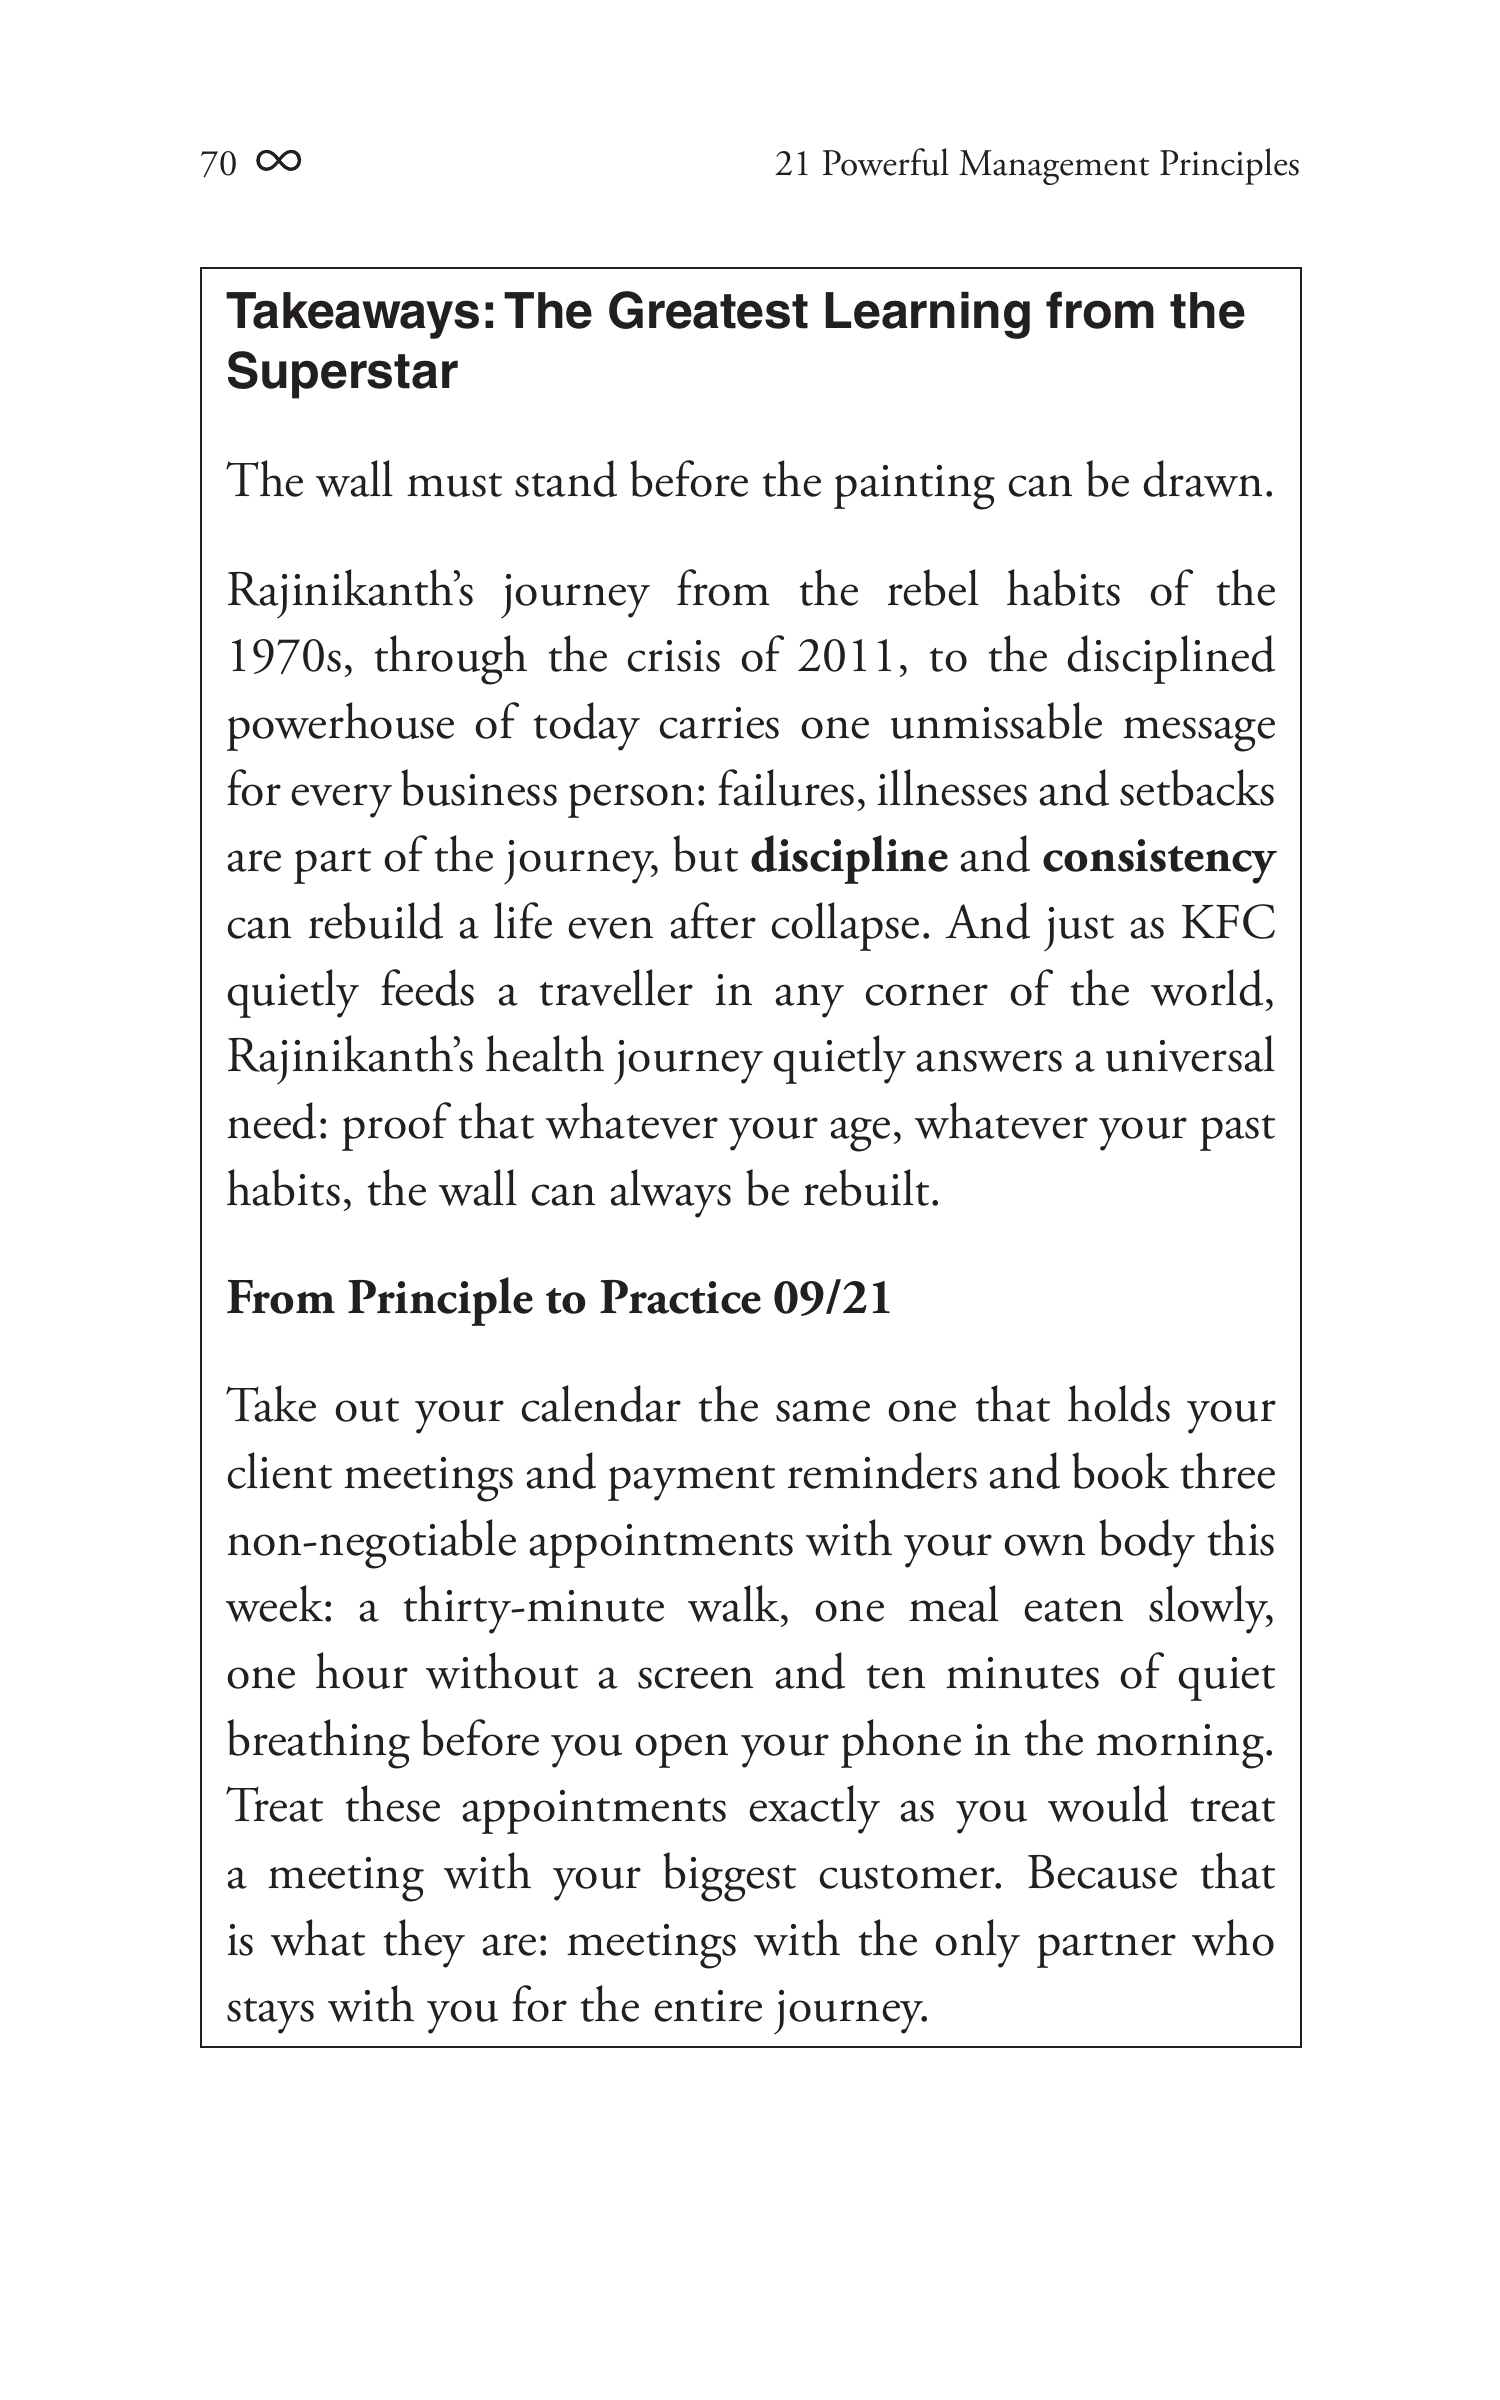 70 ∞ 21 Powerful Management Principles
Takeaways: The Greatest Learning from the
Superstar
The wall must stand before the painting can be drawn.
Rajinikanth’s journey from the rebel habits of the
1970s, through the crisis of 2011, to the disciplined
powerhouse of today carries one unmissable message
for every business person: failures, illnesses and setbacks
are part of the journey, but discipline and consistency
can rebuild a life even after collapse. And just as KFC
quietly feeds a traveller in any corner of the world,
Rajinikanth’s health journey quietly answers a universal
need: proof that whatever your age, whatever your past
habits, the wall can always be rebuilt.
From Principle to Practice 09/21
Take out your calendar the same one that holds your
client meetings and payment reminders and book three
non-negotiable appointments with your own body this
week: a thirty-minute walk, one meal eaten slowly,
one hour without a screen and ten minutes of quiet
breathing before you open your phone in the morning.
Treat these appointments exactly as you would treat
a meeting with your biggest customer. Because that
is what they are: meetings with the only partner who
stays with you for the entire journey.